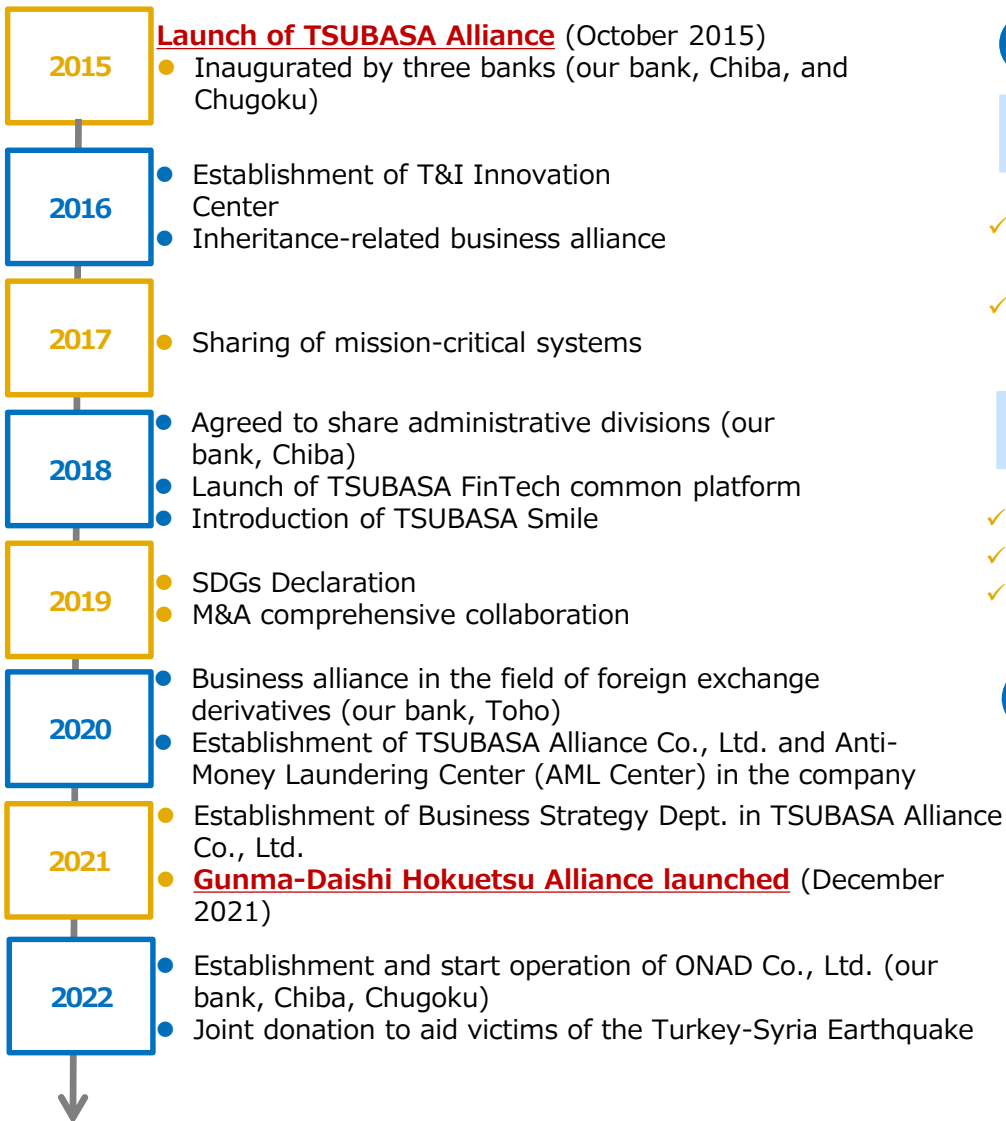 2015
Launch of TSUBASA Alliance (October 2015)
● Inaugurated by three banks (our bank, Chiba, and
Chugoku)
2016
● Establishment of T&I Innovation
Center
● Inheritance-related business alliance
2017
● Sharing of mission-critical systems
2018
● Agreed to share administrative divisions (our
bank, Chiba)
● Launch of TSUBASA FinTech common platform
● Introduction of TSUBASA Smile
2019
● SDGs Declaration
● M&A comprehensive collaboration
2020
● Business alliance in the field of foreign exchange
derivatives (our bank, Toho)
● Establishment of TSUBASA Alliance Co., Ltd. and Anti-
Money Laundering Center (AML Center) in the company
2021
● Establishment of Business Strategy Dept. in TSUBASA Alliance
Co., Ltd.
● Gunma-Daishi Hokuetsu Alliance launched (December
2021)
2022
● Establishment and start operation of ONAD Co., Ltd. (our
bank, Chiba, Chugoku)
● Joint donation to aid victims of the Turkey-Syria Earthquake